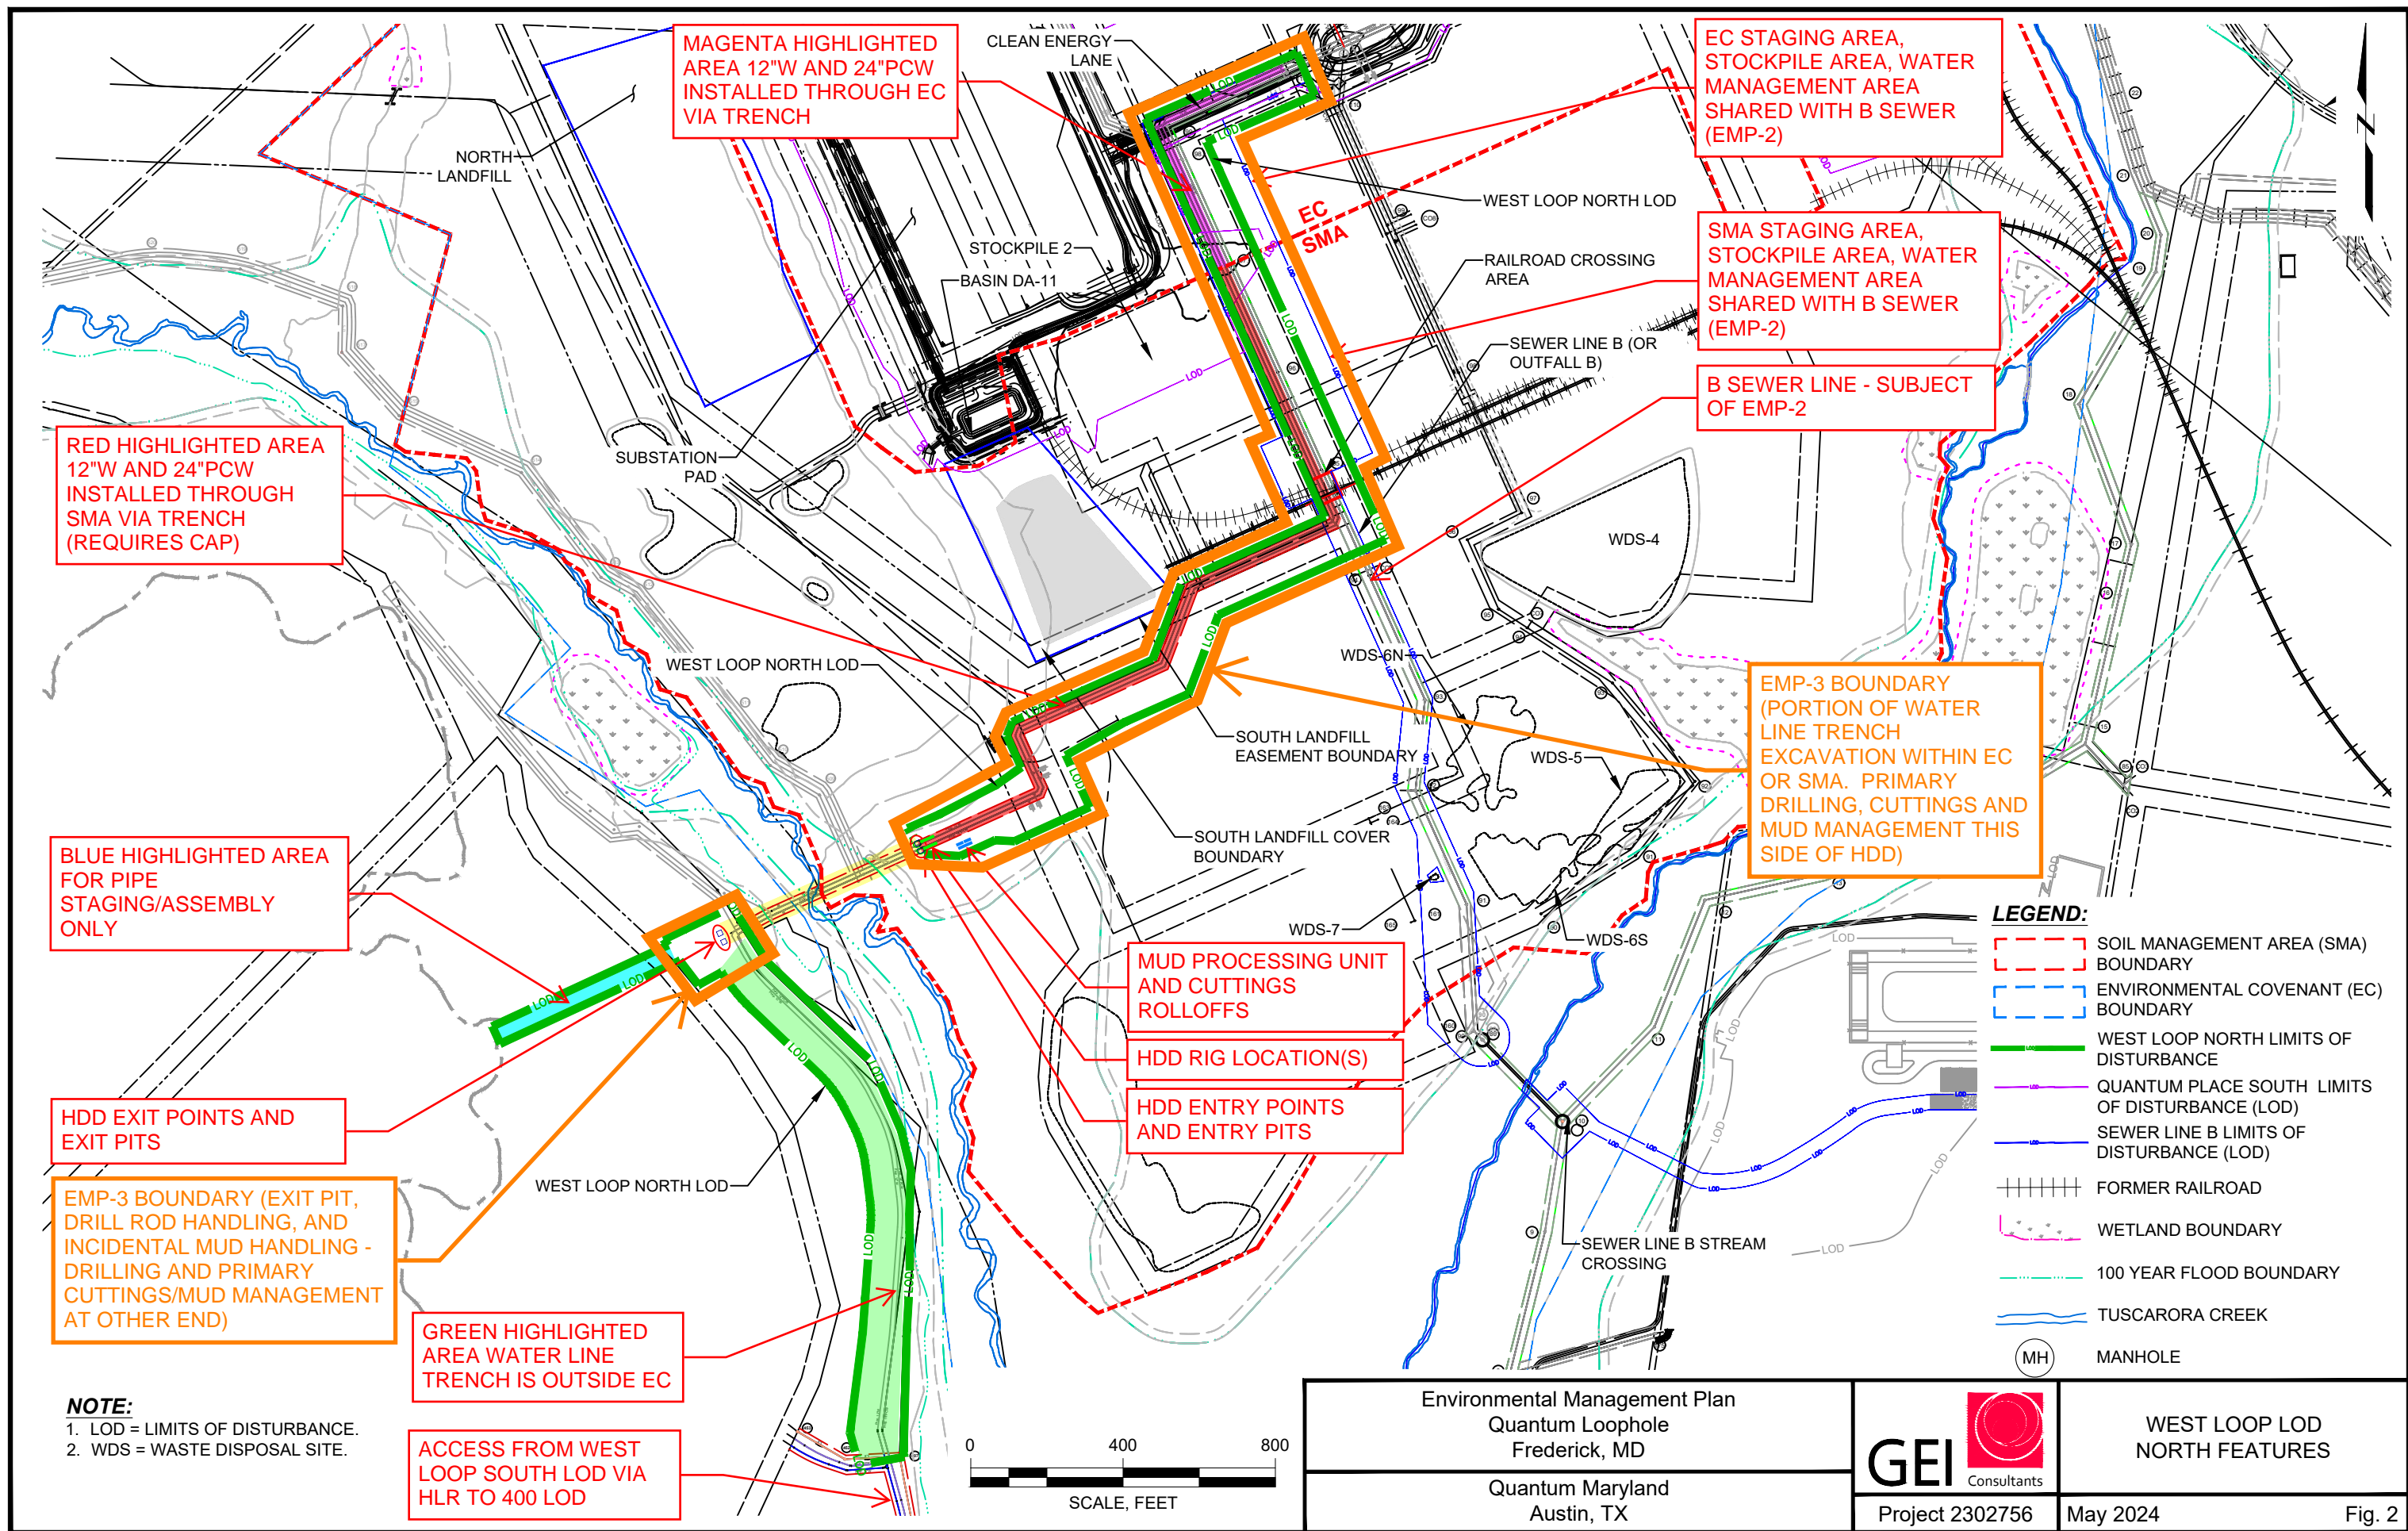 MAGENTA HIGHLIGHTED
AREA 12"W AND 24"PCW
INSTALLED THROUGH EC
VIA TRENCH
CLEAN ENERGY
LANE
EC STAGING AREA,
STOCKPILE AREA, WATER
MANAGEMENT AREA
SHARED WITH B SEWER
(EMP-2)
NORTH
LANDFILL
WEST LOOP NORTH LOD
EC
SMA
SMA STAGING AREA,
STOCKPILE AREA, WATER
MANAGEMENT AREA
SHARED WITH B SEWER
(EMP-2)
STOCKPILE 2
BASIN DA-11
RAILROAD CROSSING
AREA
SEWER LINE B (OR
OUTFALL B)
B SEWER LINE - SUBJECT
OF EMP-2
RED HIGHLIGHTED AREA
12"W AND 24"PCW
INSTALLED THROUGH
SMA VIA TRENCH
(REQUIRES CAP)
SUBSTATION
PAD
WDS-4
WEST LOOP NORTH LOD
WDS-6N
EMP-3 BOUNDARY
(PORTION OF WATER
LINE TRENCH
EXCAVATION WITHIN EC
OR SMA. PRIMARY
DRILLING, CUTTINGS AND
MUD MANAGEMENT THIS
SIDE OF HDD)
SOUTH LANDFILL
EASEMENT BOUNDARY
WDS-5
SOUTH LANDFILL COVER
BOUNDARY
BLUE HIGHLIGHTED AREA
FOR PIPE
STAGING/ASSEMBLY
ONLY
WDS-7
WDS-6S
MUD PROCESSING UNIT
AND CUTTINGS
ROLLOFFS
HDD RIG LOCATION(S)
HDD ENTRY POINTS
AND ENTRY PITS
HDD EXIT POINTS AND
EXIT PITS
WEST LOOP NORTH LOD
EMP-3 BOUNDARY (EXIT PIT,
DRILL ROD HANDLING, AND
INCIDENTAL MUD HANDLING -
DRILLING AND PRIMARY
CUTTINGS/MUD MANAGEMENT
AT OTHER END)
SEWER LINE B STREAM
CROSSING
GREEN HIGHLIGHTED
AREA WATER LINE
TRENCH IS OUTSIDE EC
ACCESS FROM WEST
LOOP SOUTH LOD VIA
HLR TO 400 LOD
LEGEND:
SOIL MANAGEMENT AREA (SMA)
BOUNDARY
ENVIRONMENTAL COVENANT (EC)
BOUNDARY
WEST LOOP NORTH LIMITS OF
DISTURBANCE
QUANTUM PLACE SOUTH LIMITS
OF DISTURBANCE (LOD)
SEWER LINE B LIMITS OF
DISTURBANCE (LOD)
FORMER RAILROAD
WETLAND BOUNDARY
100 YEAR FLOOD BOUNDARY
TUSCARORA CREEK
MH
MANHOLE
NOTE:
1. LOD = LIMITS OF DISTURBANCE.
2. WDS = WASTE DISPOSAL SITE.
0 400 800
SCALE, FEET
Environmental Management Plan
Quantum Loophole
Frederick, MD
Quantum Maryland
Austin, TX
GEI
Consultants
Project 2302756
WEST LOOP LOD
NORTH FEATURES
May 2024
Fig. 2